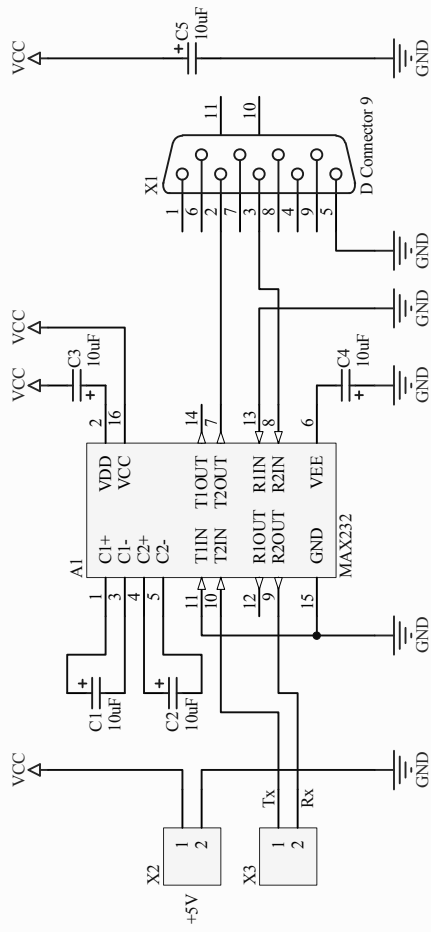 VCC
VCC
VCC
VCC
C5
10uF
C3
10uF
X1
1
6
2
7
3
8
4
9
5
11
10
D Connector 9
A1
C1
10uF
C2
10uF
1
3
4
5
11
10
12
9
15
C1+
C1-
C2+
C2-
T1IN
T2IN
R1OUT
R2OUT
GND
VDD
VCC
T1OUT
T2OUT
R1IN
R2IN
VEE
2
16
14
7
13
8
6
MAX232
C4
10uF
X2
1
2
+5V
X3
1
2
Tx
Rx
GND
GND
GND
GND
GND
GND